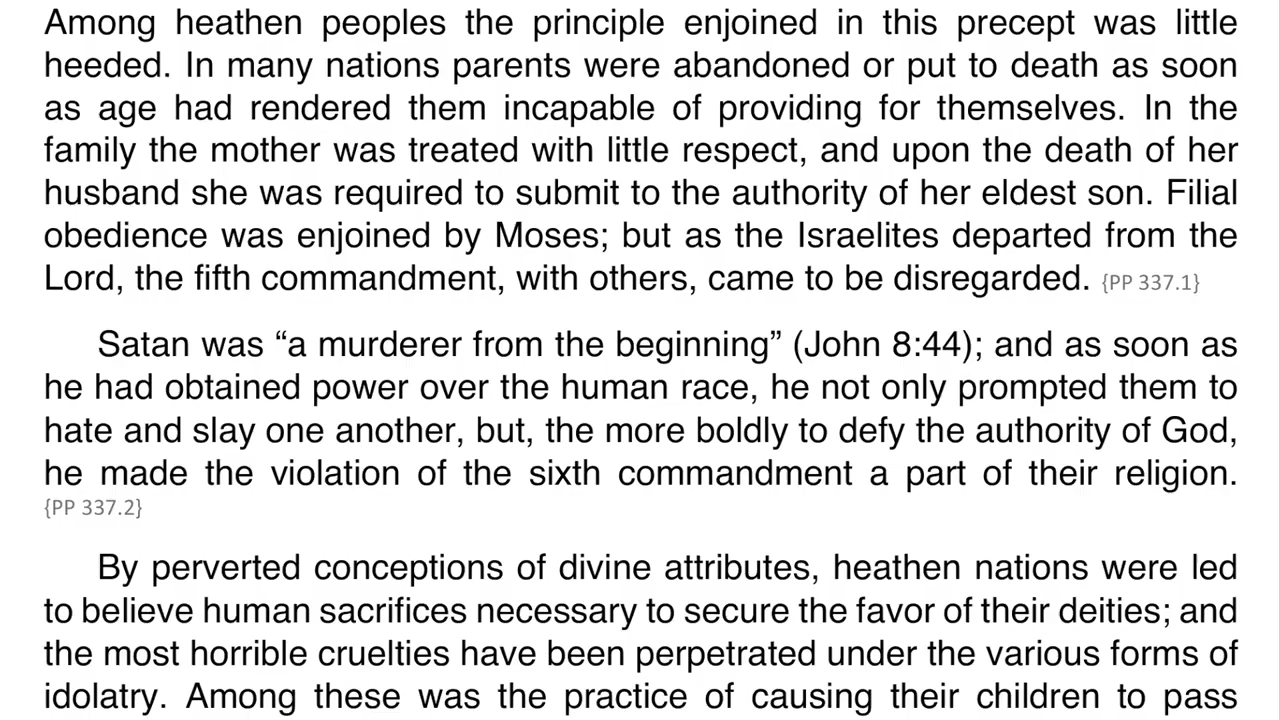 Among heathen peoples the principle enjoined in this precept was little
heeded. In many nations parents were abandoned or put to death as soon
as age had rendered them incapable of providing for themselves. In the
family the mother was treated with little respect, and upon the death of her
husband she was required to submit to the authority of her eldest son. Filial
obedience was enjoined by Moses; but as the Israelites departed from the
Lord, the fifth commandment, with others, came to be disregarded. {PP 337.1}
Satan was “a murderer from the beginning” (John 8:44); and as soon as
he had obtained power over the human race, he not only prompted them to
hate and slay one another, but, the more boldly to defy the authority of God,
he made the violation of the sixth commandment a part of their religion.
{PP 337.2}
By perverted conceptions of divine attributes, heathen nations were led
to believe human sacrifices necessary to secure the favor of their deities; and
the most horrible cruelties have been perpetrated under the various forms of
idolatry. Among these was the practice of causing their children to pass